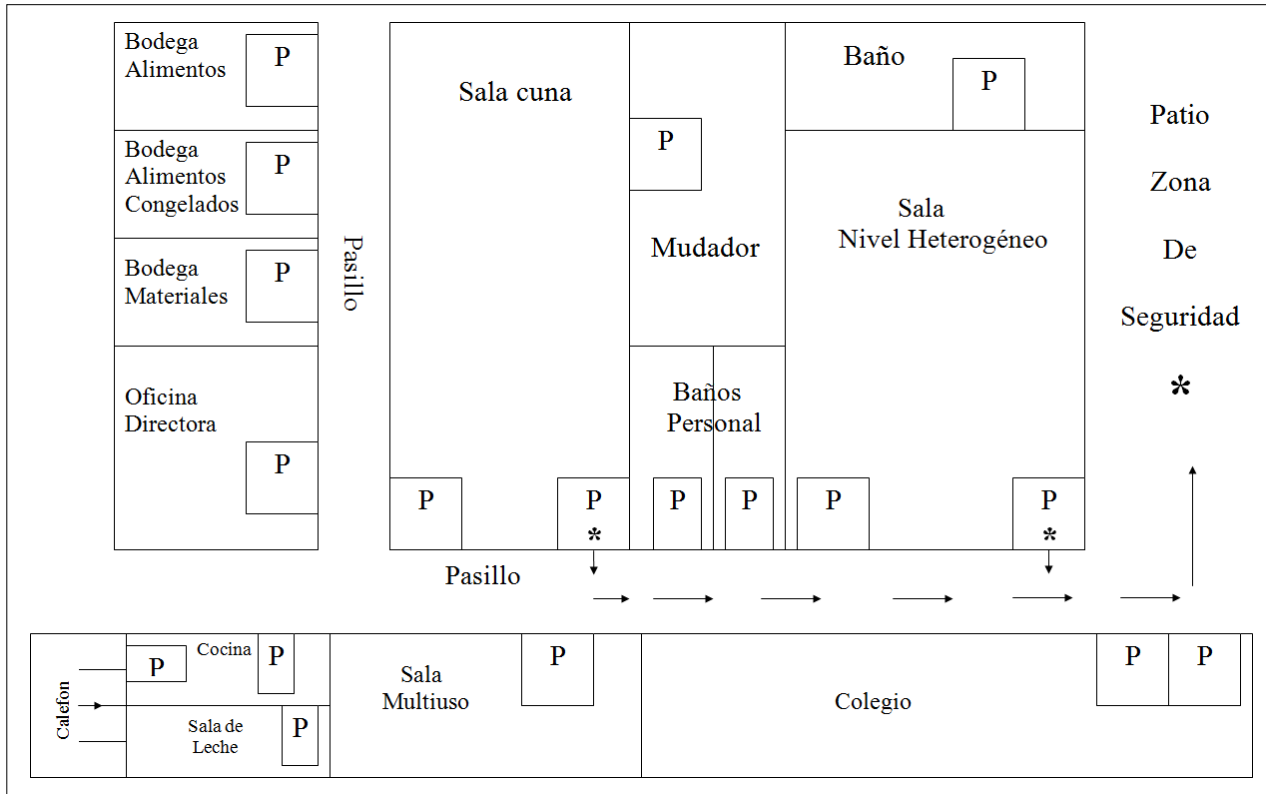 Bodega
Alimentos
P
Bodega
Alimentos
Congelados
P
Bodega
Materiales
P
Oficina
Directora
P
Pasillo
Sala cuna
P
P
*
P
Mudador
Baños
Personal
P
P
Baño
P
Sala
Nivel Heterogéneo
P
P
*
Patio
Zona
De
Seguridad
*
Pasillo
Calefon
P
Cocina
P
Sala de
Leche
P
Sala
Multiuso
P
Colegio
P
P